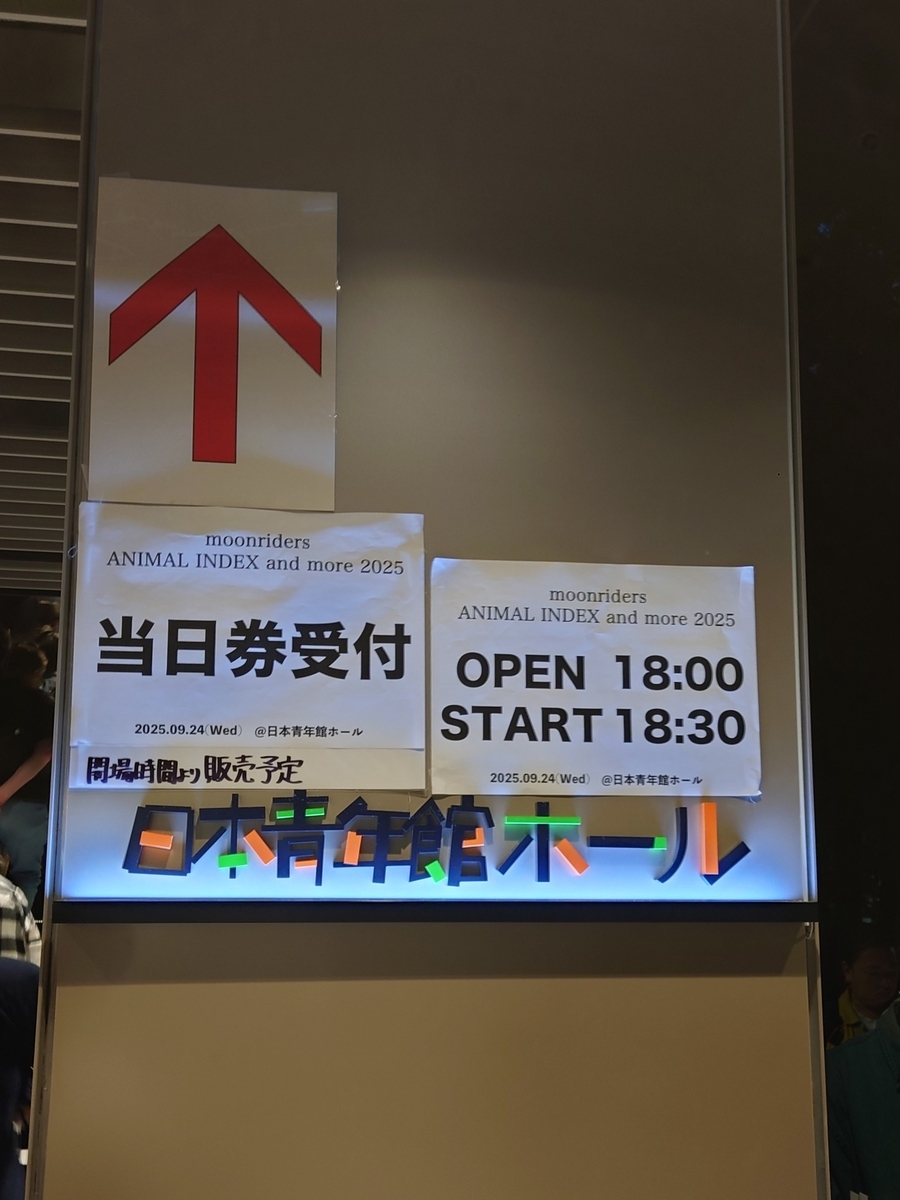 moonriders
ANIMAL INDEX and more 2025
当日券受付
2025.09.24(Wed) @日本青年館ホール
開場時間より販売予定
moonriders
ANIMAL INDEX and more 2025
OPEN 18:00
START 18:30
2025.09.24(Wed) @日本青年館ホール
日本青年館ホール